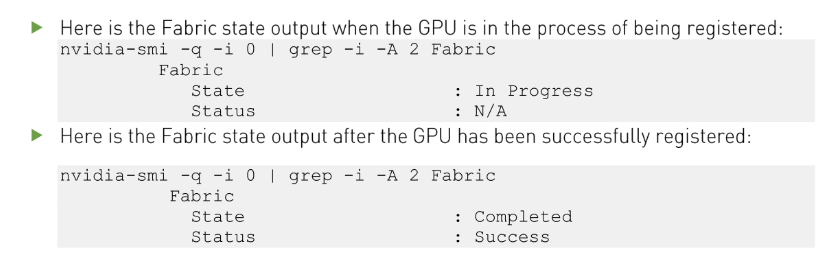 Here is the Fabric state output when the GPU is in the process of being registered:
nvidia-smi -q -i 0 | grep -i -A 2 Fabric
Fabric
State : In Progress
Status : N/A
Here is the Fabric state output after the GPU has been successfully registered:
nvidia-smi -q -i 0 | grep -i -A 2 Fabric
Fabric
State : Completed
Status : Success